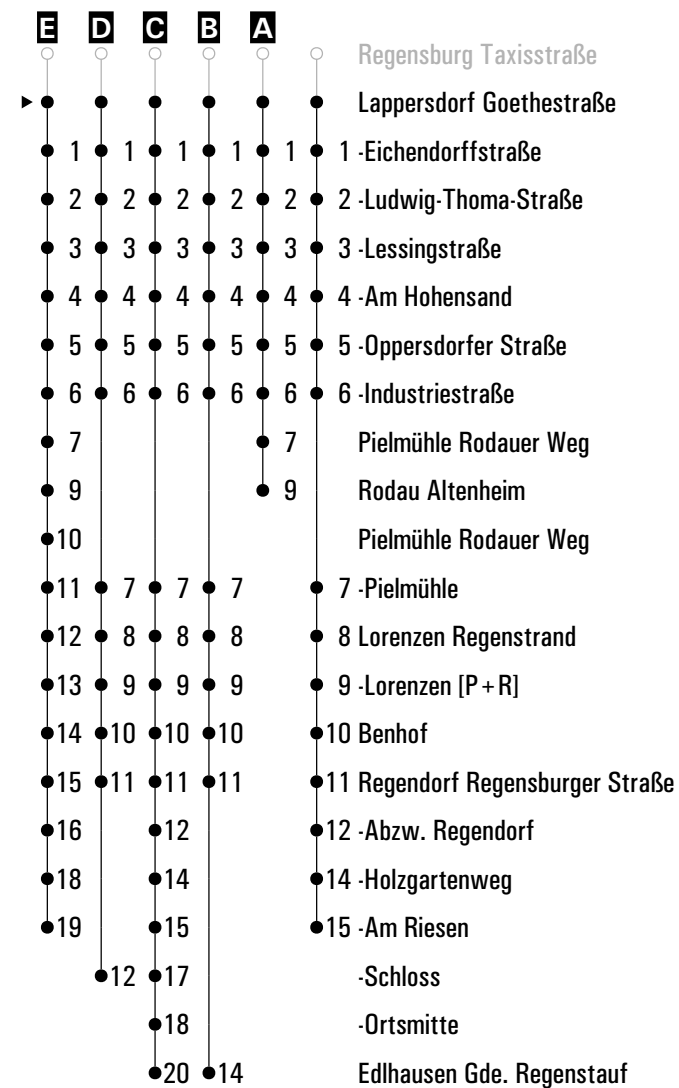 E D C B A
Regensburg Taxisstraße
Lappersdorf Goethestraße
1 1 1 1 1 1 -Eichendorffstraße
2 2 2 2 2 2 -Ludwig-Thoma-Straße
3 3 3 3 3 3 -Lessingstraße
4 4 4 4 4 4 -Am Hohensand
5 5 5 5 5 5 -Oppersdorfer Straße
6 6 6 6 6 6 -Industriestraße
7 7 Pielmühle Rodauer Weg
9 9 Rodau Altenheim
10 Pielmühle Rodauer Weg
11 7 7 7 7 -Pielmühle
12 8 8 8 8 Lorenzen Regenstrand
13 9 9 9 9 -Lorenzen [P+R]
14 10 10 10 10 Benhof
15 11 11 11 11 Regendorf Regensburger Straße
16 12 12 -Abzw. Regendorf
18 14 14 -Holzgartenweg
19 15 15 -Am Riesen
12 17 -Schloss
18 -Ortsmitte
20 14 Edlhausen Gde. Regenstauf